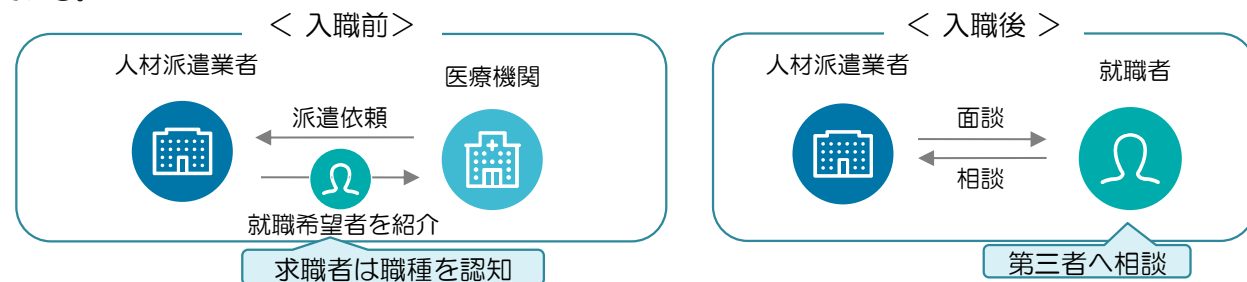 ＜ 入職前＞
人材派遣業者
医療機関
派遣依頼
就職希望者を紹介
求職者は職種を認知
＜ 入職後 ＞
人材派遣業者
就職者
面談
相談
第三者へ相談